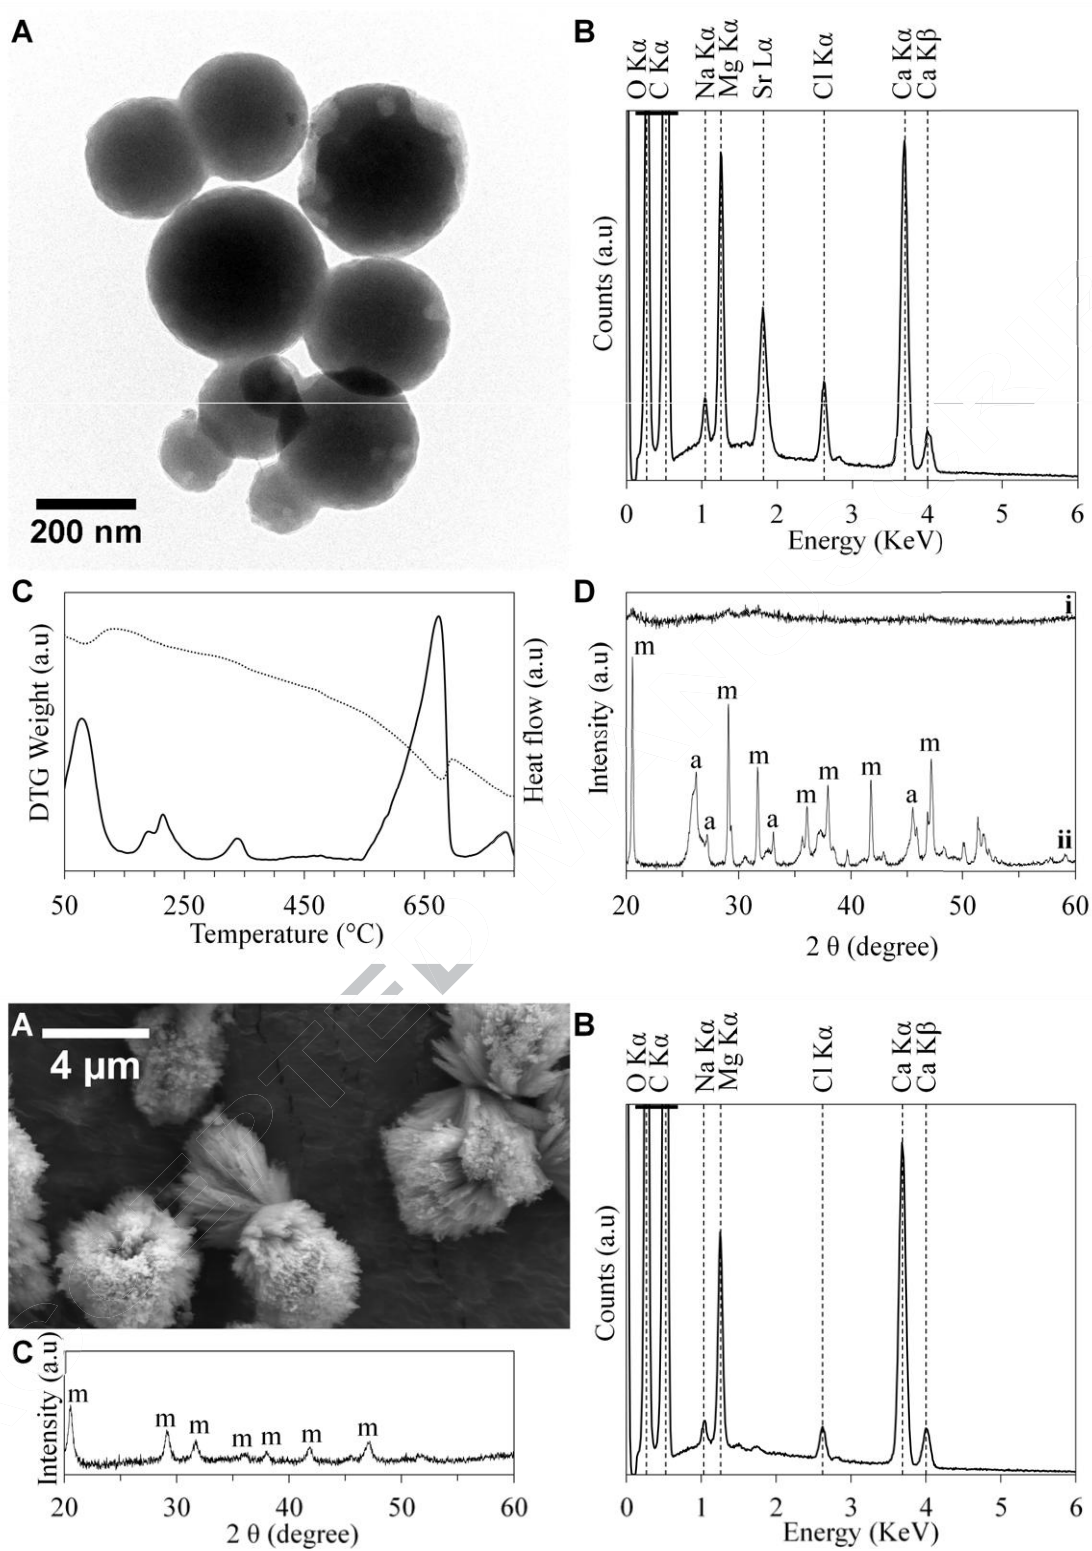 A
200 nm
B
O Kα
C Kα
Na Kα
Mg Kα
Sr Lα
Cl Kα
Ca Kα
Ca Kβ
Counts (a.u)
0 1 2 3 4 5 6
Energy (KeV)
C
DTG Weight (a.u)
Heat flow (a.u)
50 250 450 650
Temperature (°C)
D
Intensity (a.u)
i
m
a
a
m
m
a
m
m
m
a
m
ii
20 30 40 50 60
2 θ (degree)
A
4 µm
B
O Kα
C Kα
Na Kα
Mg Kα
Cl Kα
Ca Kα
Ca Kβ
Counts (a.u)
0 1 2 3 4 5 6
Energy (KeV)
C
Intensity (a.u)
m
m
m
m
m
m
m
20 30 40 50 60
2 θ (degree)
ACCEPTED MANUSCRIPT